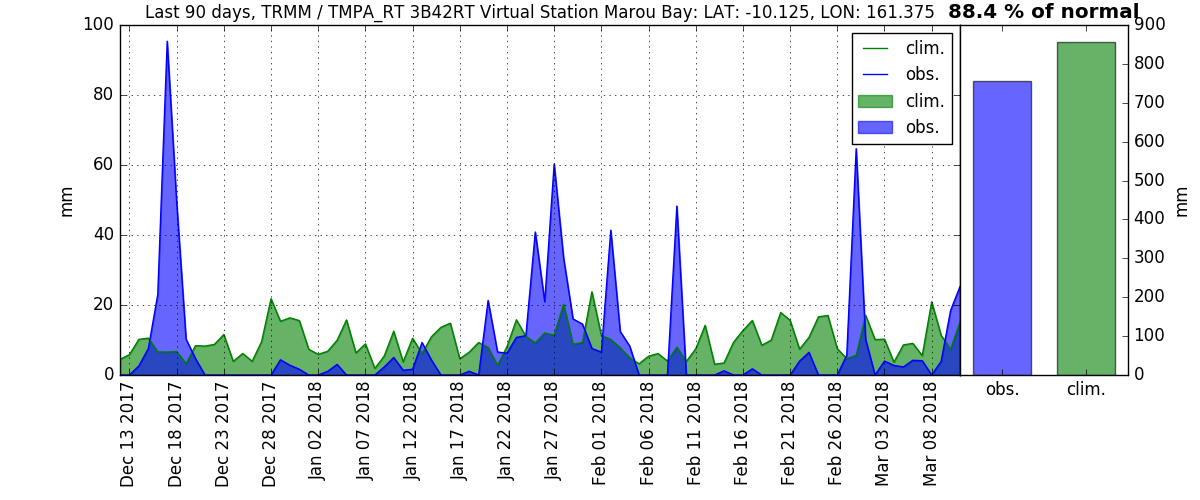 Last 90 days, TRMM / TMPA_RT 3B42RT Virtual Station Marou Bay: LAT: -10.125, LON: 161.375 88.4 % of normal
100
80
60
40
20
0
mm
clim.
obs.
clim.
obs.
900
800
700
600
500
400
300
200
100
0
mm
Dec 13 2017
Dec 18 2017
Dec 23 2017
Dec 28 2017
Jan 02 2018
Jan 07 2018
Jan 12 2018
Jan 17 2018
Jan 22 2018
Jan 27 2018
Feb 01 2018
Feb 06 2018
Feb 11 2018
Feb 16 2018
Feb 21 2018
Feb 26 2018
Mar 03 2018
Mar 08 2018
obs.
clim.